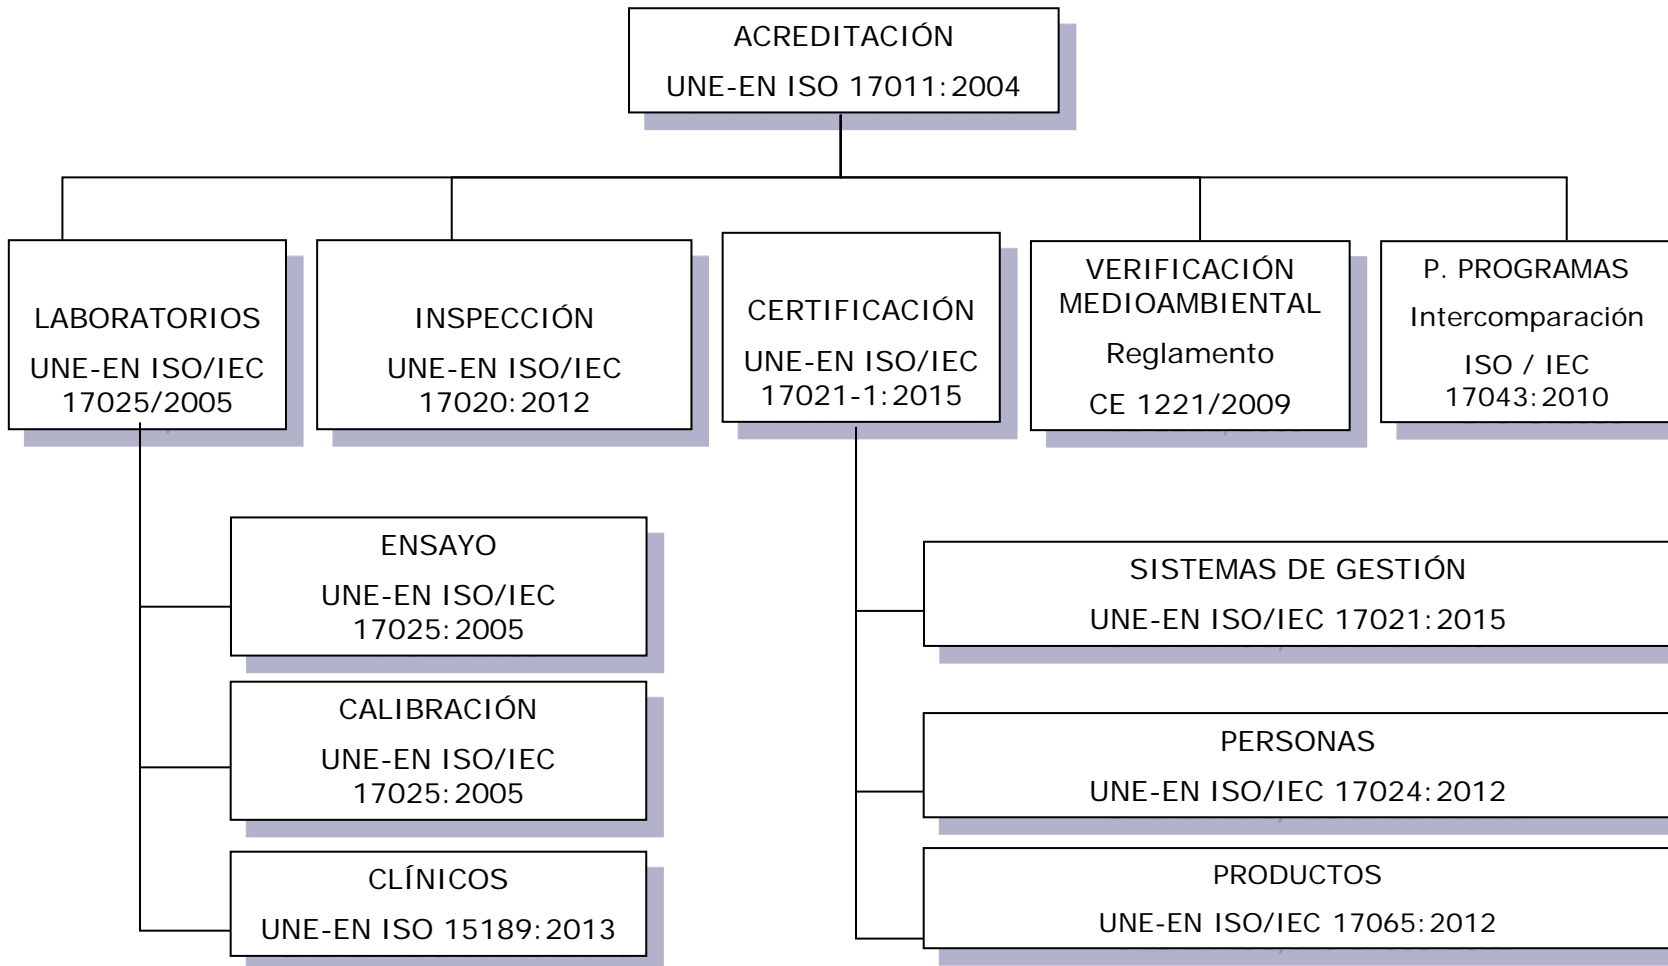 ACREDITACIÓN
UNE-EN ISO 17011:2004
LABORATORIOS
UNE-EN ISO/IEC
17025/2005
INSPECCIÓN
UNE-EN ISO/IEC
17020:2012
CERTIFICACIÓN
UNE-EN ISO/IEC
17021-1:2015
VERIFICACIÓN
MEDIOAMBIENTAL
Reglamento
CE 1221/2009
P. PROGRAMAS
Intercomparación
ISO / IEC
17043:2010
ENSAYO
UNE-EN ISO/IEC
17025:2005
CALIBRACIÓN
UNE-EN ISO/IEC
17025:2005
CLÍNICOS
UNE-EN ISO 15189:2013
SISTEMAS DE GESTIÓN
UNE-EN ISO/IEC 17021:2015
PERSONAS
UNE-EN ISO/IEC 17024:2012
PRODUCTOS
UNE-EN ISO/IEC 17065:2012